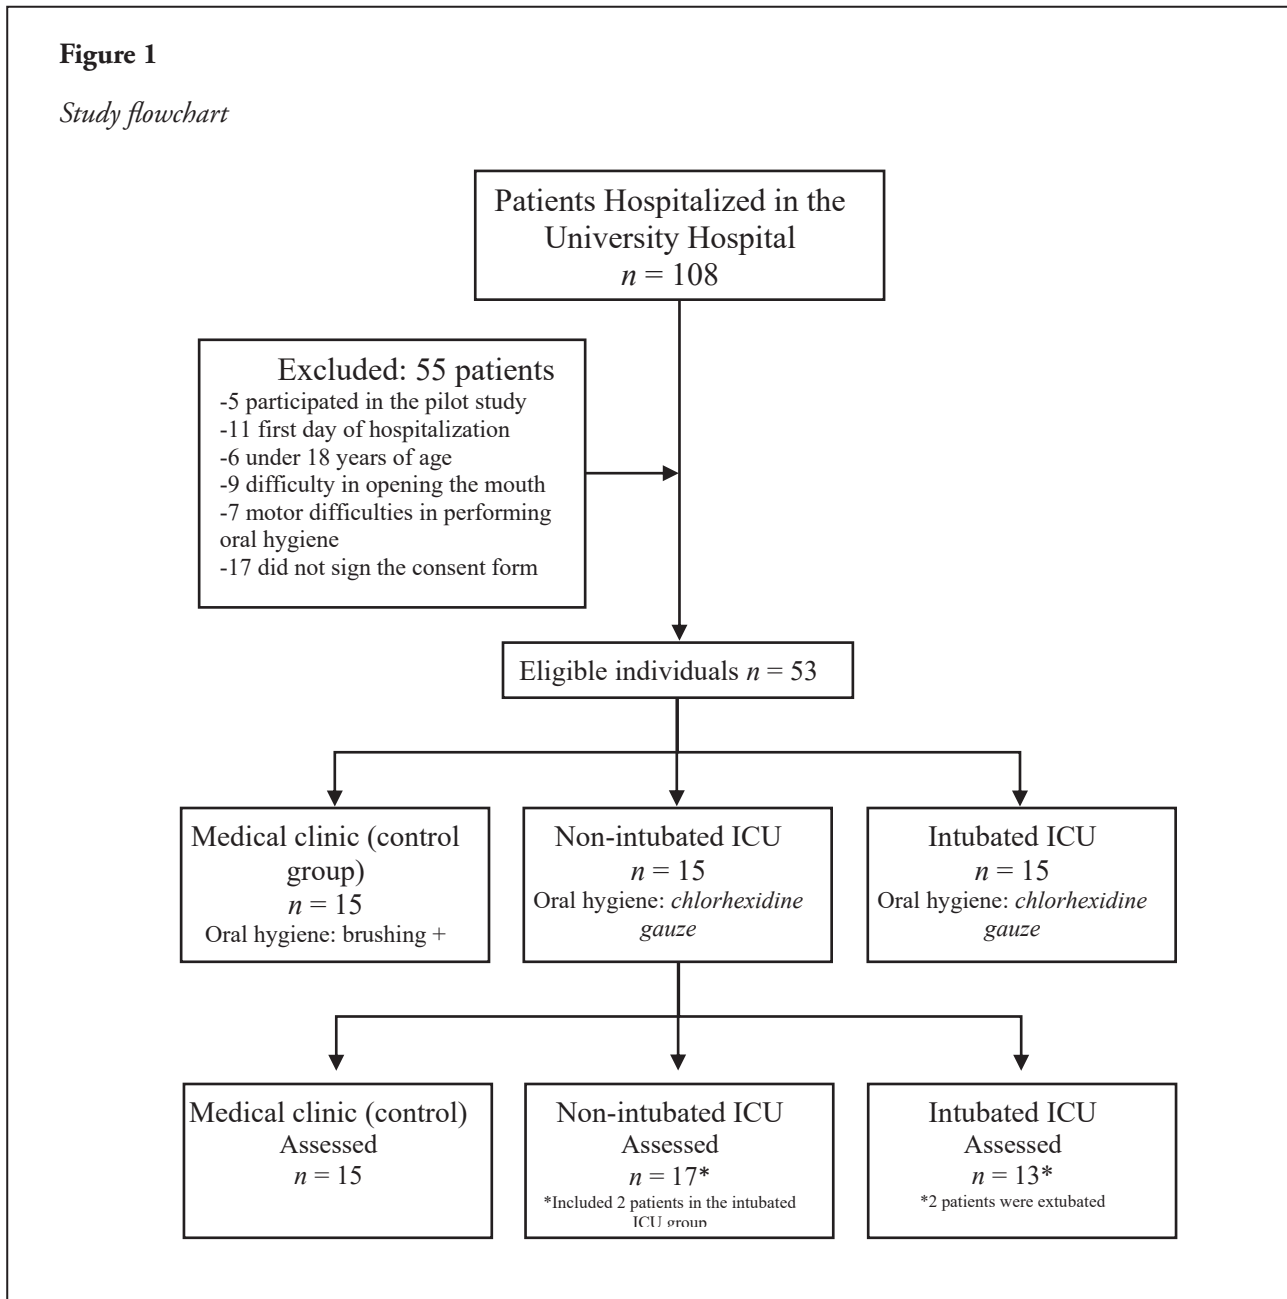 Figure 1
Study flowchart
Patients Hospitalized in the
University Hospital
n = 108
Excluded: 55 patients
-5 participated in the pilot study
-11 first day of hospitalization
-6 under 18 years of age
-9 difficulty in opening the mouth
-7 motor difficulties in performing
oral hygiene
-17 did not sign the consent form
Eligible individuals n = 53
Medical clinic (control
group)
n = 15
Oral hygiene: brushing +
Non-intubated ICU
n = 15
Oral hygiene: chlorhexidine
gauze
Intubated ICU
n = 15
Oral hygiene: chlorhexidine
gauze
Medical clinic (control)
Assessed
n = 15
Non-intubated ICU
Assessed
n = 17*
*Included 2 patients in the intubated
ICU group
Intubated ICU
Assessed
n = 13*
*2 patients were extubated